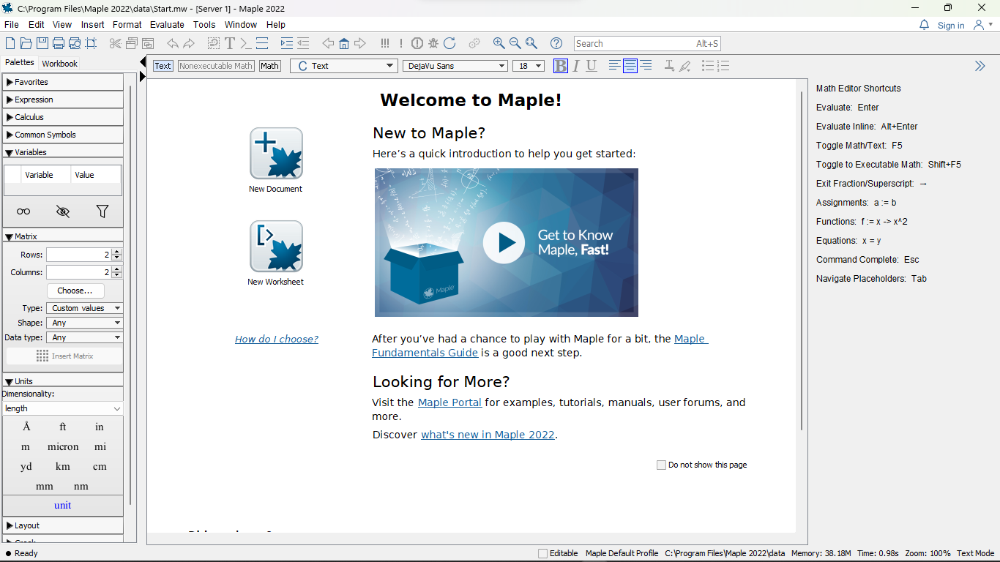 C:\Program Files\Maple 2022\data\Start.mw - [Server 1] - Maple 2022
File Edit View Insert Format Evaluate Tools Window Help
Sign in
Search Alt+S
Palettes Workbook
Text Nonexecutable Math Math C Text DejaVu Sans 18 B I U
Favorites
Expression
Calculus
Common Symbols
Variables
Variable Value
Matrix
Rows: 2
Columns: 2
Choose...
Type: Custom values
Shape: Any
Data type: Any
Insert Matrix
Units
Dimensionality:
length
Å ft in
m micron mi
yd km cm
mm nm
unit
Layout
Welcome to Maple!
New Document
New Worksheet
How do I choose?
New to Maple?
Here's a quick introduction to help you get started:
Get to Know
Maple, Fast!
Maple
After you've had a chance to play with Maple for a bit, the Maple
Fundamentals Guide is a good next step.
Looking for More?
Visit the Maple Portal for examples, tutorials, manuals, user forums, and
more.
Discover what's new in Maple 2022.
Do not show this page
Math Editor Shortcuts
Evaluate: Enter
Evaluate Inline: Alt+Enter
Toggle Math/Text: F5
Toggle to Executable Math: Shift+F5
Exit Fraction/Superscript: →
Assignments: a := b
Functions: f := x -> x^2
Equations: x = y
Command Complete: Esc
Navigate Placeholders: Tab
Ready
Editable Maple Default Profile C:\Program Files\Maple 2022\data Memory: 38.18M Time: 0.98s Zoom: 100% Text Mode